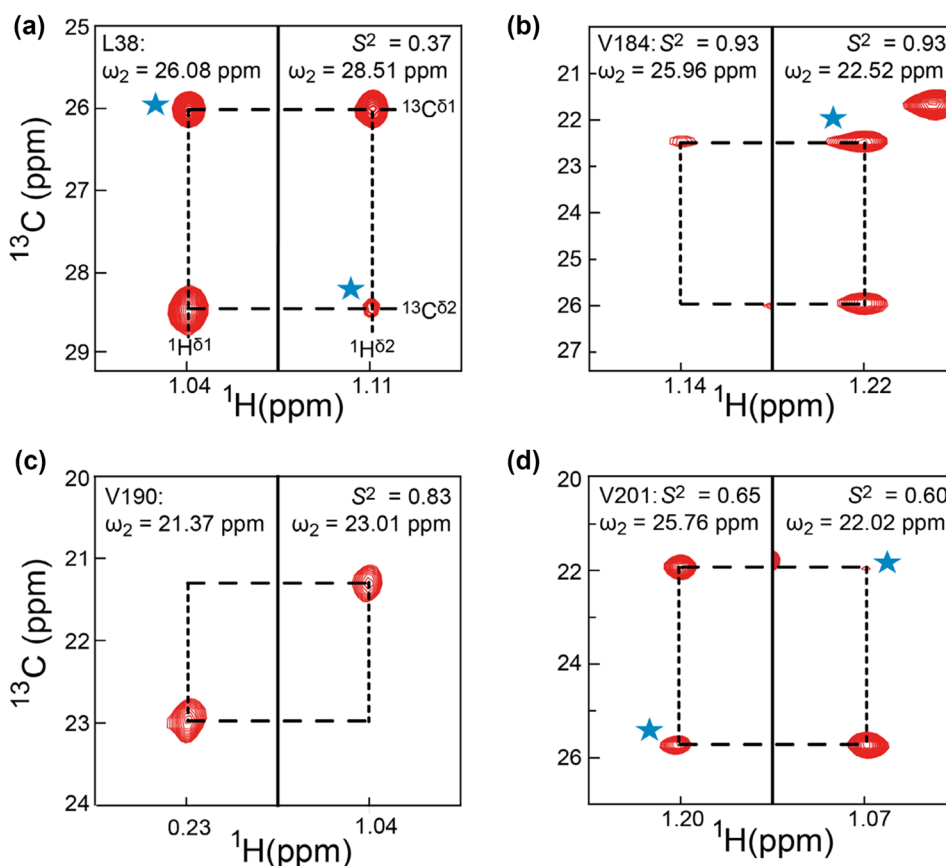 (a)
L38: S² = 0.37
ω₂ = 26.08 ppm ω₂ = 28.51 ppm
25
26
27
28
29
¹³C (ppm)
¹³Cδ1
¹³Cδ2
¹Hδ1 ¹Hδ2
1.04 1.11
¹H(ppm)
(b)
V184: S² = 0.93 S² = 0.93
ω₂ = 25.96 ppm ω₂ = 22.52 ppm
21
22
23
24
25
26
27
1.14 1.22
¹H(ppm)
(c)
V190: S² = 0.83
ω₂ = 21.37 ppm ω₂ = 23.01 ppm
20
21
22
23
24
¹³C (ppm)
0.23 1.04
¹H(ppm)
(d)
V201: S² = 0.65 S² = 0.60
ω₂ = 25.76 ppm ω₂ = 22.02 ppm
20
22
24
26
1.20 1.07
¹H(ppm)